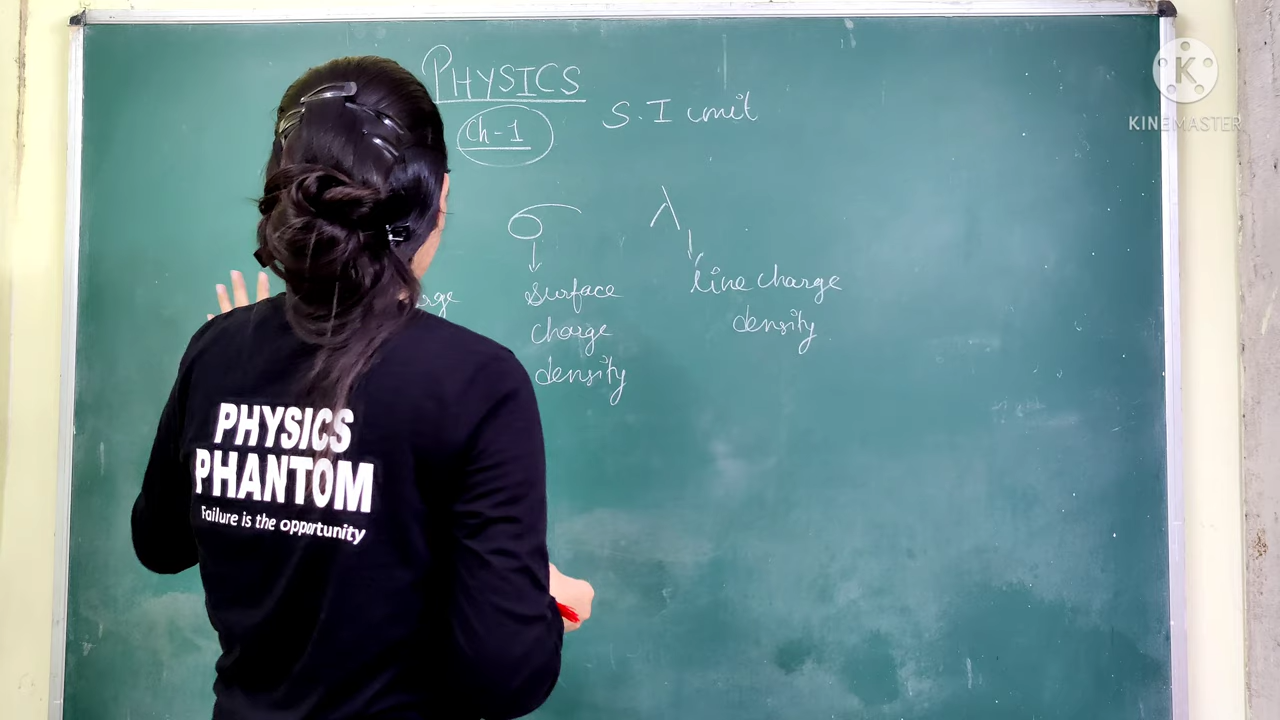 PHYSICS
Ch-1
S.I unit
σ
λ
surface
charge
density
line charge
density
PHYSICS
PHANTOM
Failure is the opportunity
K
KINEMASTER